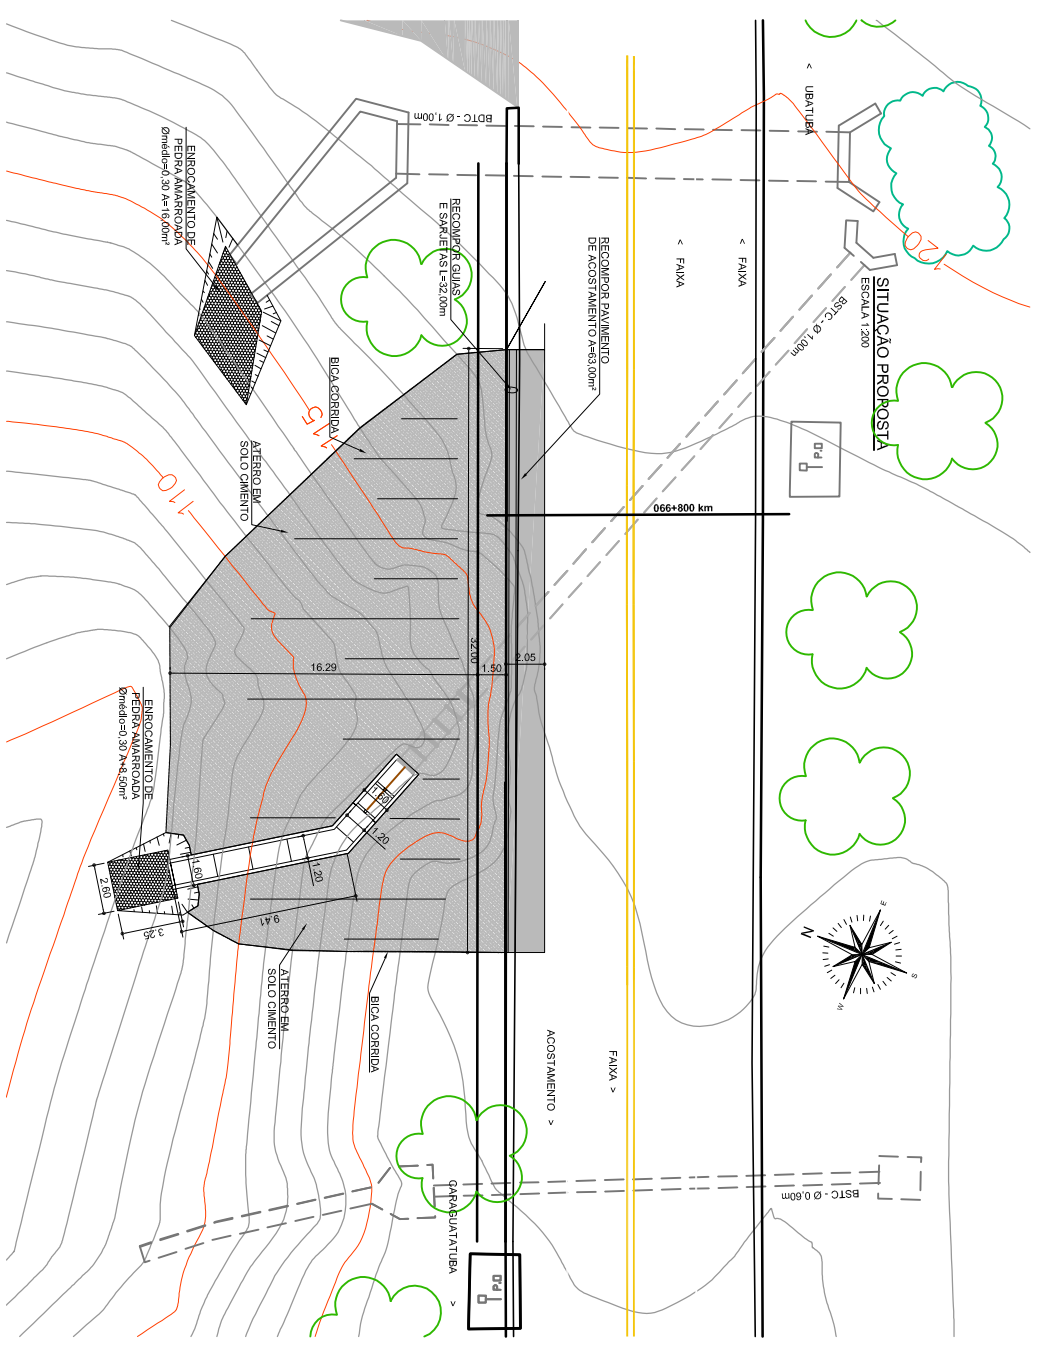 SITUAÇÃO PROPOSTA
ESCALA 1:200
< UBATUBA
BDTC - Ø 1,00m
ENROCAMENTO DE
PEDRA AMARROADA
Ømédio=0,30 A=16,00m²
RECOMPOR GUIAS
E SARJETAS L=32,00m
RECOMPOR PAVIMENTO
DE ACOSTAMENTO A=63,00m²
< FAIXA
< FAIXA
120
BSTC - Ø 1,00m
P.D
BICA CORRIDA
115
ATERRO EM
SOLO CIMENTO
110
066+800 km
32.00
16.29
1.50
2.05
ENROCAMENTO DE
PEDRA AMARROADA
Ømédio=0,30 A+8,50m²
1.60
1.20
1.60
1.20
2.60
3.25
9.41
N
E
S
W
ATERRO EM
SOLO CIMENTO
BICA CORRIDA
ACOSTAMENTO >
FAIXA >
BSTC - Ø 0,60m
CARAGUATATUBA >
P.D